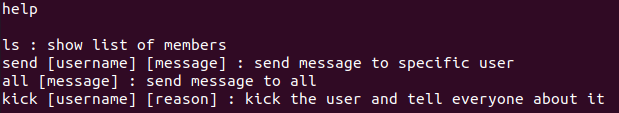 help
ls : show list of members
send [username] [message] : send message to specific user
all [message] : send message to all
kick [username] [reason] : kick the user and tell everyone about it